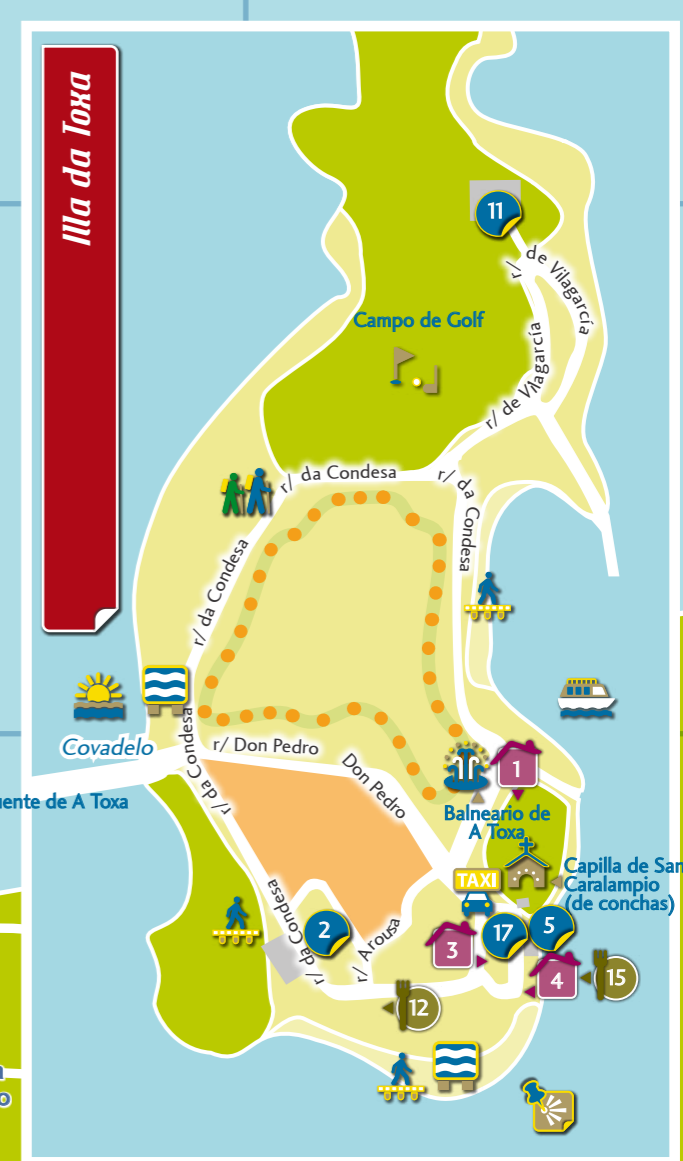 Illa da Toxa
11
r/ de Vilagarcía
Campo de Golf
r/ de Vilagarcía
r/ da Condesa
r/ da Condesa
r/ da Condesa
Covadelo
r/ da Condesa
r/ Don Pedro
Don Pedro
1
uente de A Toxa
Balneario de
A Toxa
Capilla de San
Caralampio
(de conchas)
TAXI
r/ da Condesa
2
r/ Arousa
3
17
5
4
15
12
a
o